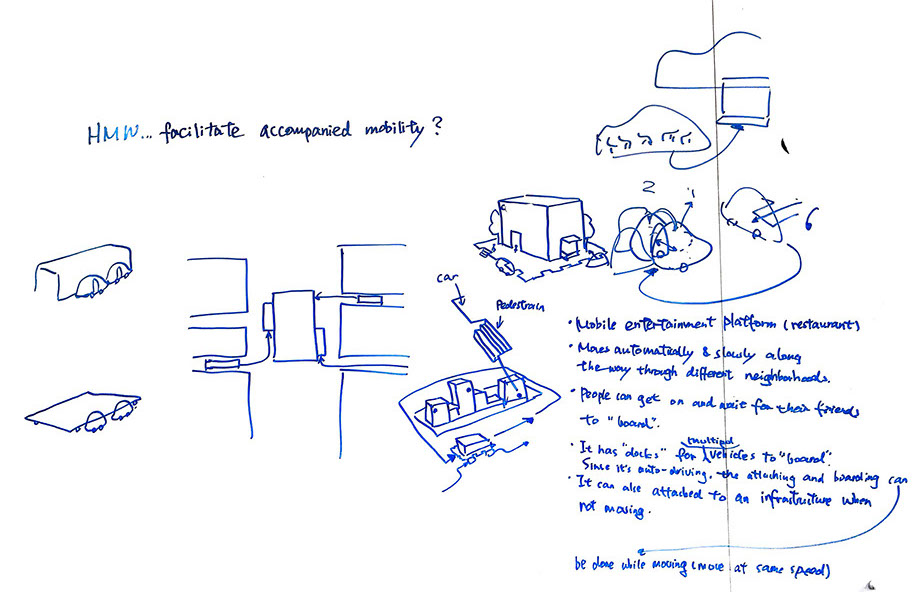 HMW... facilitate accompanied mobility?
2
1
6
car
Pedestrain
• Mobile entertainment platform (restaurant)
• Moves automatically & slowly along
the way through different neighborhoods.
• People can get on and wait for their friends
to "board".
multipel
• It has "docks" for vehicles to "board".
Since it's auto-driving, the attaching and boarding can
• It can also attached to an infrastructure when
not moving.
be done while moving (move at same speed)